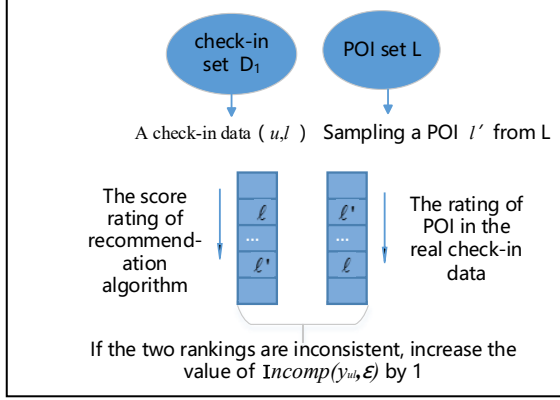 check-in
set D₁
POI set L
A check-in data ( u,l ) Sampling a POI l′ from L
The score
rating of
recommend-
ation
algorithm
ℓ
...
ℓ'
ℓ'
...
ℓ
The rating of
POI in the
real check-in
data
If the two rankings are inconsistent, increase the
value of Incomp(yᵤₗ,ε) by 1